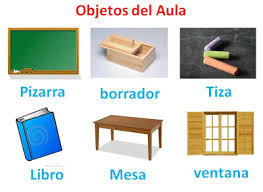 Objetos del Aula
Pizarra borrador Tiza
Libro Mesa ventana